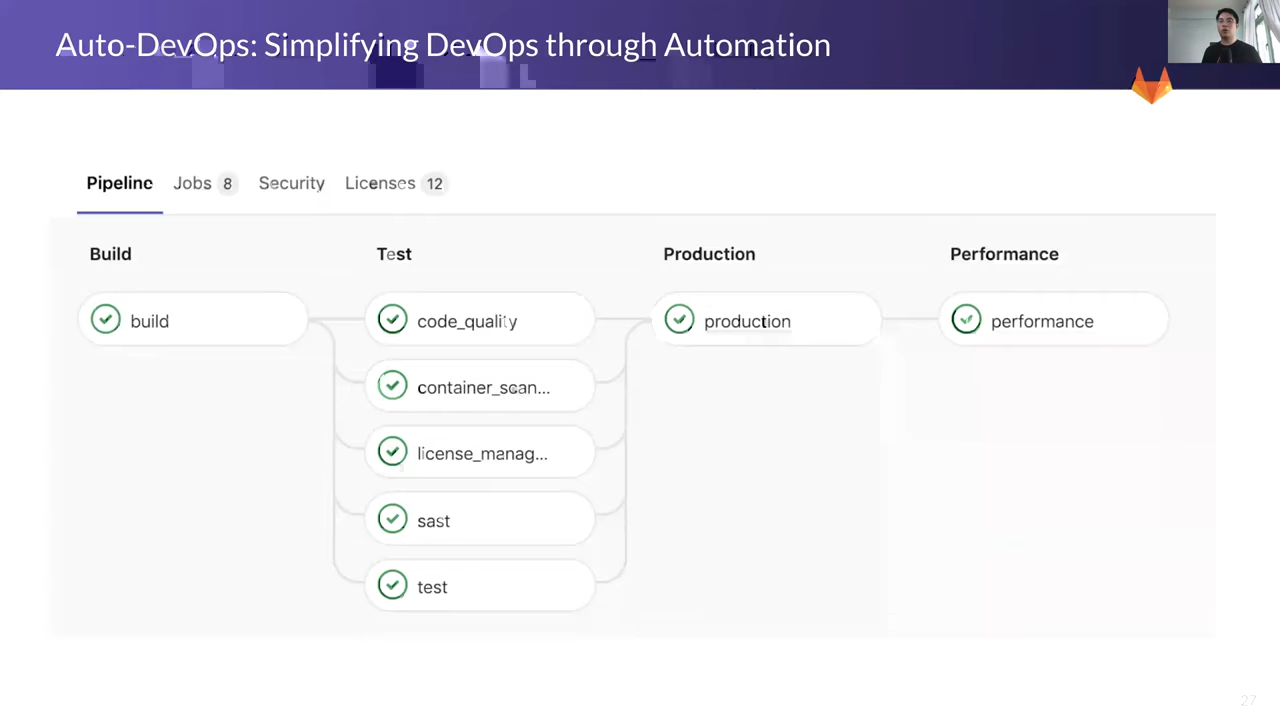 Auto-DevOps: Simplifying DevOps through Automation
Pipeline Jobs 8 Security Licenses 12
Build Test Production Performance
build code_quality production performance
container_scan...
license_manag...
sast
test
27